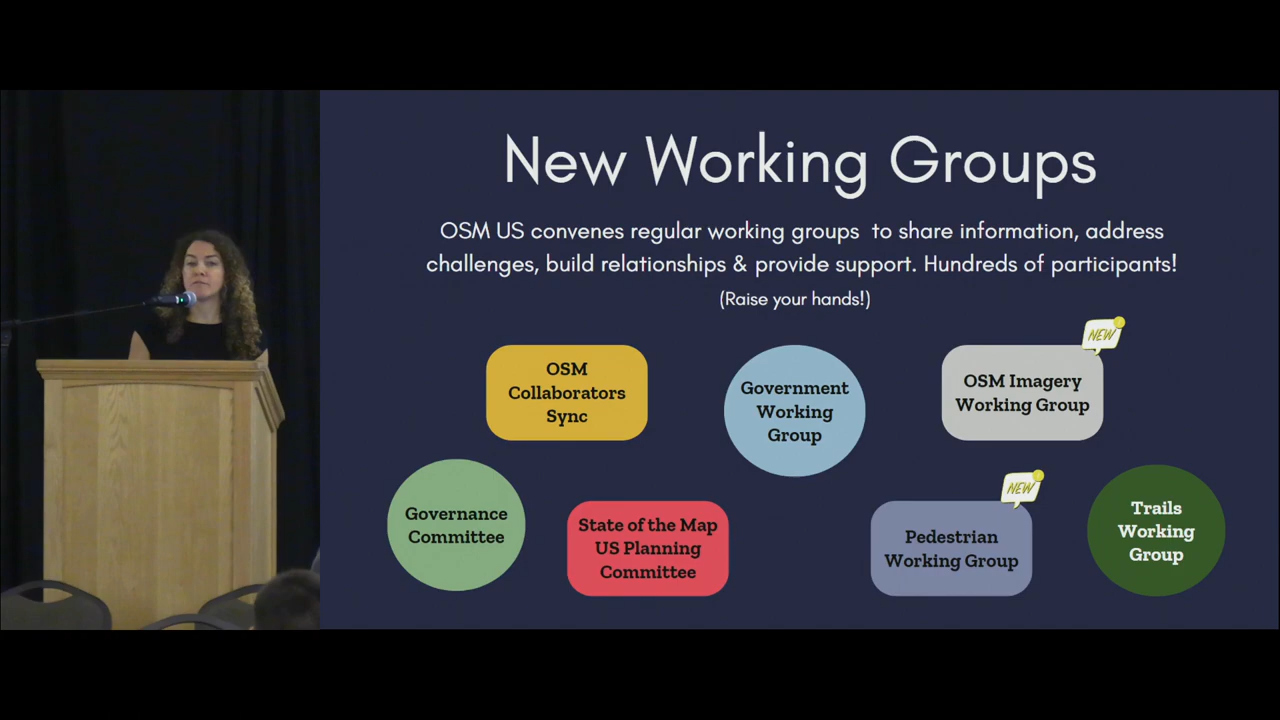 New Working Groups
OSM US convenes regular working groups to share information, address
challenges, build relationships & provide support. Hundreds of participants!
(Raise your hands!)
NEW
OSM
Collaborators
Sync
Government
Working
Group
OSM Imagery
Working Group
NEW
Governance
Committee
State of the Map
US Planning
Committee
Pedestrian
Working Group
Trails
Working
Group